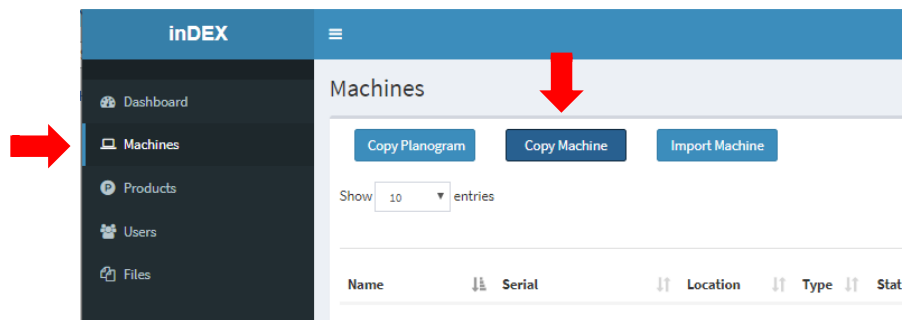 inDEX
Dashboard
Machines
Products
Users
Files
Machines
Copy Planogram Copy Machine Import Machine
Show 10 entries
Name Serial Location Type Stat